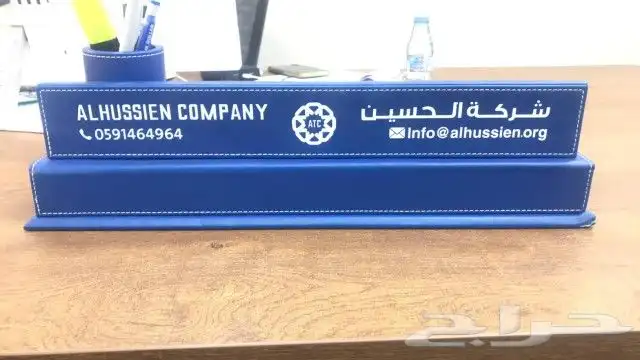 ALHUSSIEN COMPANY
0591464964
ATC
شركة الحسين
Info@alhussien.org
حراج